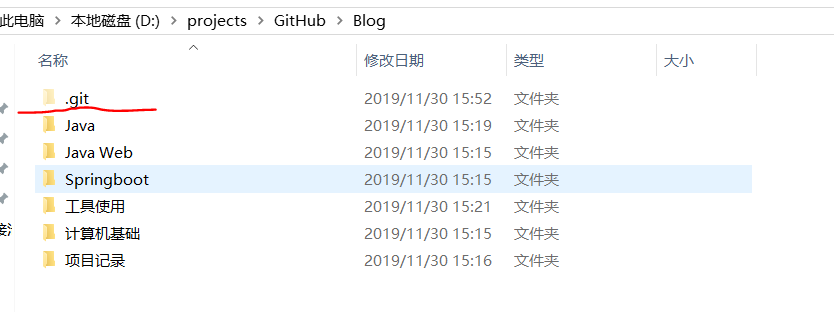 此电脑 > 本地磁盘 (D:) > projects > GitHub > Blog
名称 修改日期 类型 大小
.git 2019/11/30 15:52 文件夹
Java 2019/11/30 15:19 文件夹
Java Web 2019/11/30 15:15 文件夹
Springboot 2019/11/30 15:15 文件夹
工具使用 2019/11/30 15:21 文件夹
计算机基础 2019/11/30 15:15 文件夹
项目记录 2019/11/30 15:16 文件夹